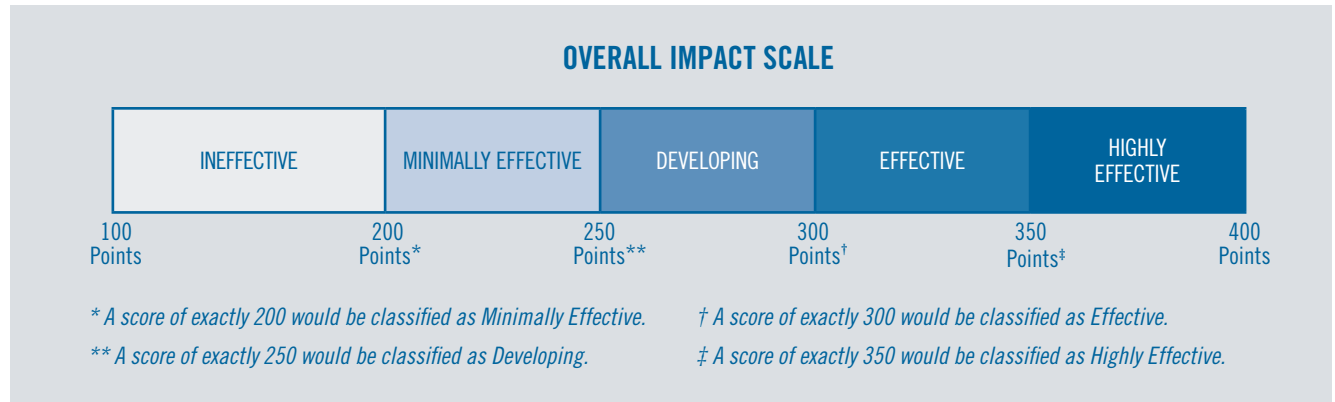 OVERALL IMPACT SCALE
INEFFECTIVE
MINIMALLY EFFECTIVE
DEVELOPING
EFFECTIVE
HIGHLY
EFFECTIVE
100
Points
200
Points*
250
Points**
300
Points†
350
Points‡
400
Points
* A score of exactly 200 would be classified as Minimally Effective.
** A score of exactly 250 would be classified as Developing.
† A score of exactly 300 would be classified as Effective.
‡ A score of exactly 350 would be classified as Highly Effective.